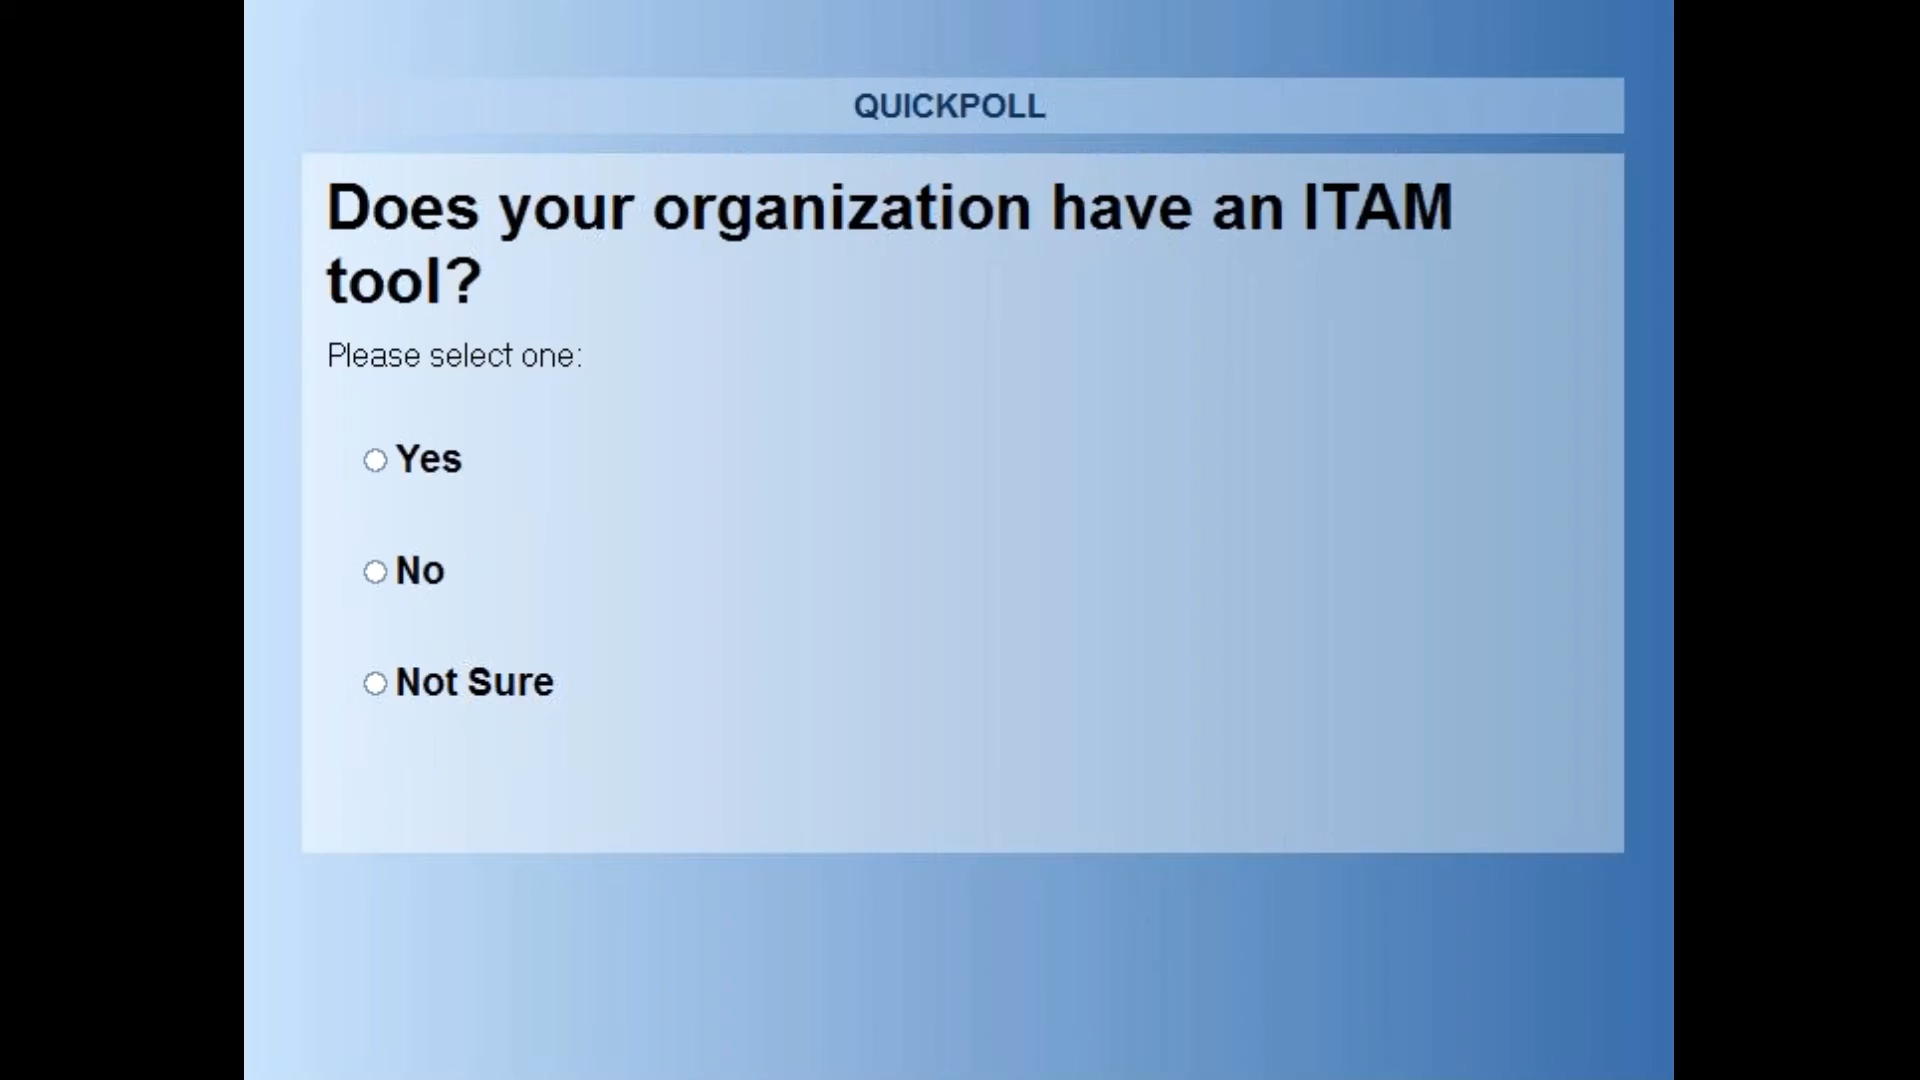 QUICKPOLL
Does your organization have an ITAM
tool?
Please select one:
Yes
No
Not Sure